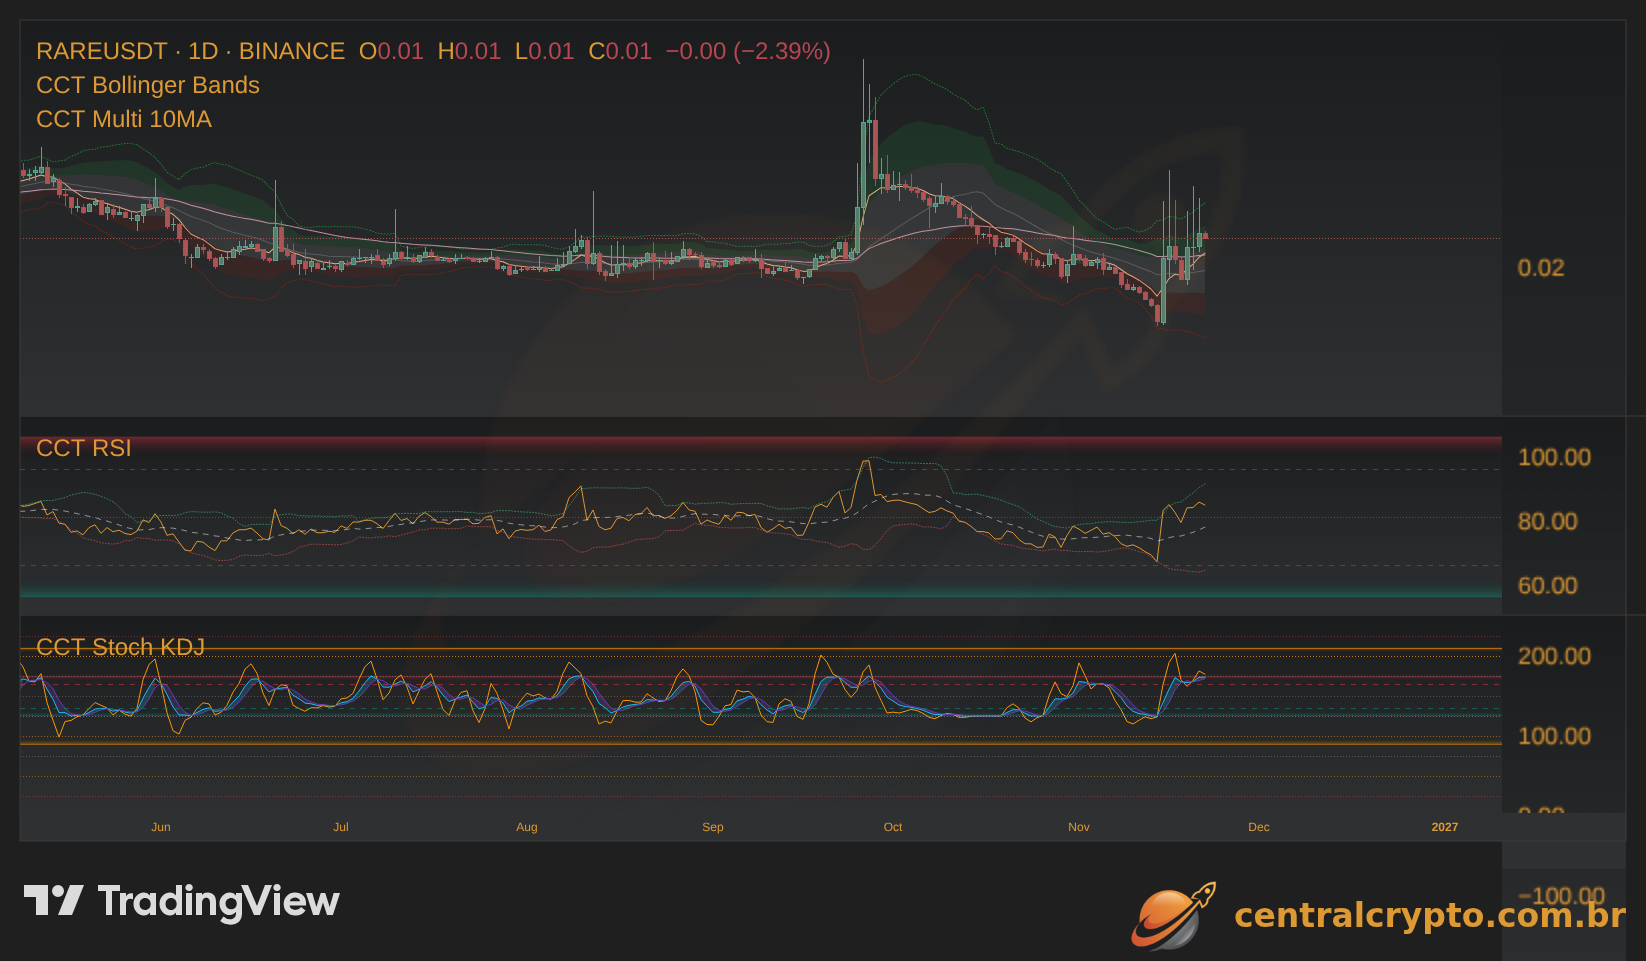 RAREUSDT · 1D · BINANCE O0.01 H0.01 L0.01 C0.01 −0.00 (−2.39%)
CCT Bollinger Bands
CCT Multi 10MA
0.02
CCT RSI
100.00
80.00
60.00
CCT Stoch KDJ
200.00
100.00
0.00
Jun Jul Aug Sep Oct Nov Dec 2027
−100.00
TradingView
centralcrypto.com.br